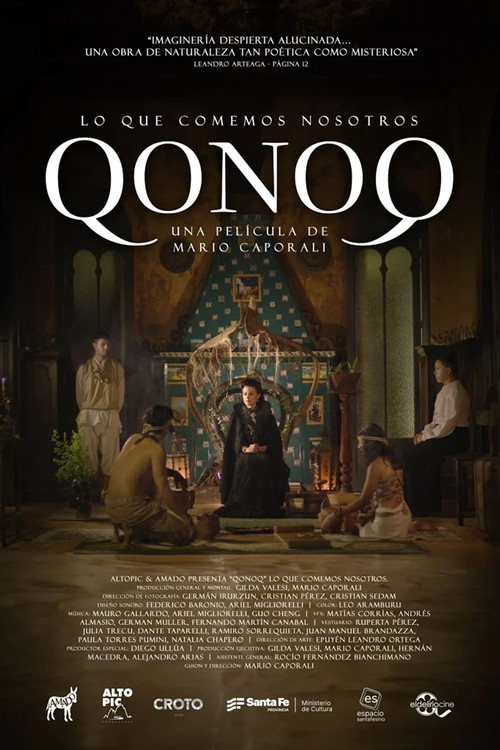 “IMAGINERÍA DESPIERTA ALUCINADA...
UNA OBRA DE NATURALEZA TAN POÉTICA COMO MISTERIOSA”
LEANDRO ARTEAGA - PÁGINA 12
LO QUE COMEMOS NOSOTROS
QONOQ
UNA PELÍCULA DE
MARIO CAPORALI
ALTOPIC & AMADO PRESENTA “QONOQ” LO QUE COMEMOS NOSOTROS.
PRODUCCIÓN GENERAL Y MONTAJE: GILDA VALESI, MARIO CAPORALI
DIRECCIÓN DE FOTOGRAFÍA: GERMÁN IRURZUN, CRISTIAN PÉREZ, CRISTIAN SEDAM
DISEÑO SONORO: FEDERICO BARONIO, ARIEL MIGLIORELLI | COLOR: LEO ARAMBURU
MÚSICA: MAURO GALLARDO, ARIEL MIGLIORELLI, GUO CHENG | VFX: MATÍAS CORRÍAS, ANDRÉS
ALMASIO, GERMAN MULLER, FERNANDO MARTÍN CANABAL | VESTUARIO: RUPERTA PÉREZ,
JULIA TRECU, DANTE TAPARELLI, RAMIRO SORREQUIETA, JUAN MANUEL BRANDAZZA,
PAULA TORRES PUMIN, NATALIA CHAPERO | DIRECCIÓN DE ARTE: EPUYÉN LEANDRO ORTEGA
PRODUCTOR ESPECIAL: DIEGO ULLÚA | PRODUCCIÓN EJECUTIVA: GILDA VALESI, MARIO CAPORALI, HERNÁN
MACEDRA, ALEJANDRO ARIAS | ASISTENTE GENERAL: ROCÍO FERNÁNDEZ BIANCHIMANO
GUIÓN Y DIRECCIÓN: MARIO CAPORALI
AMADO
ALTO
PIC
CROTO
Santa Fe
PROVINCIA
Ministerio
de Cultura
es
espacio
santafesino
eldeliriocine